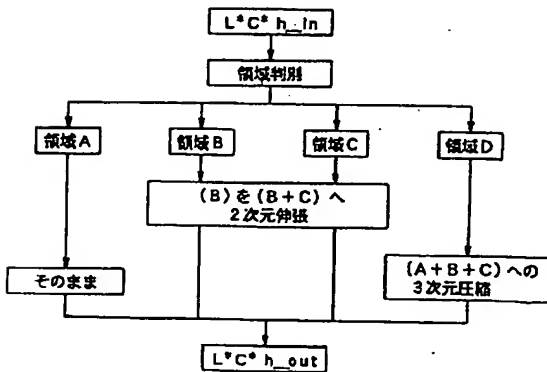 L*C* h_in
領域判別
領域A
領域B
領域C
領域D
(B)を(B+C)へ
2次元伸張
そのまま
(A+B+C)への
3次元圧縮
L*C* h_out